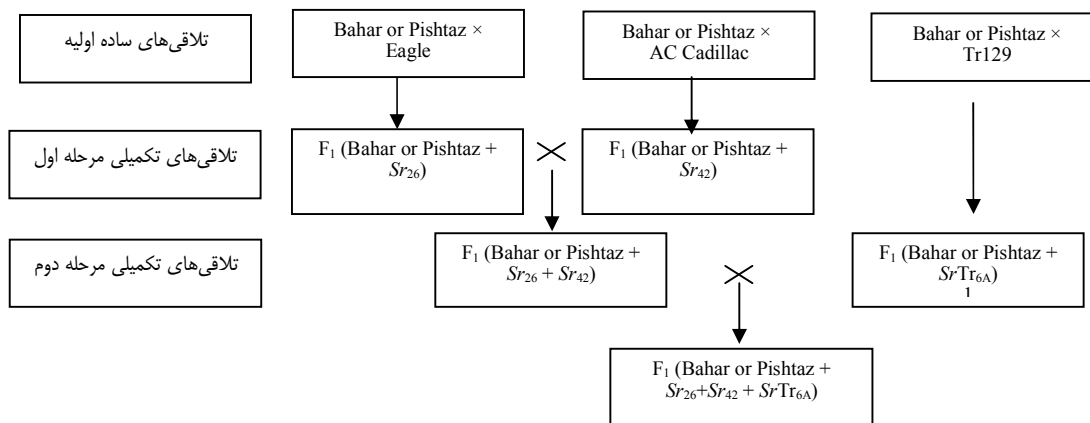 تلاقی‌های ساده اولیه
Bahar or Pishtaz ×
Eagle
Bahar or Pishtaz ×
AC Cadillac
Bahar or Pishtaz ×
Tr129
تلاقی‌های تکمیلی مرحله اول
F₁ (Bahar or Pishtaz +
Sr₂₆)
F₁ (Bahar or Pishtaz +
Sr₄₂)
تلاقی‌های تکمیلی مرحله دوم
F₁ (Bahar or Pishtaz +
Sr₂₆ + Sr₄₂)
F₁ (Bahar or Pishtaz +
SrTr₆A)
1
F₁ (Bahar or Pishtaz +
Sr₂₆+Sr₄₂ + SrTr₆A)